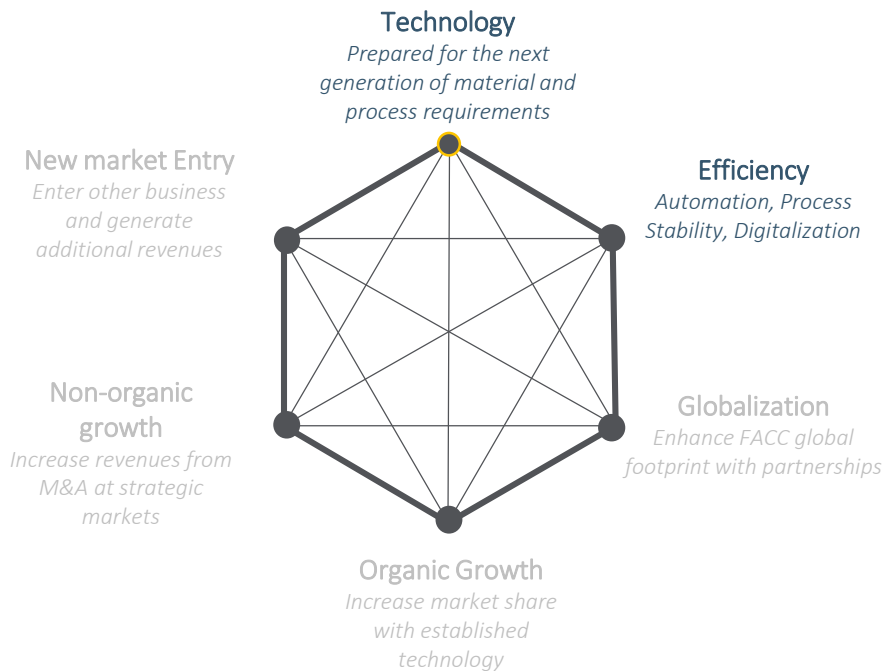 Technology
Prepared for the next
generation of material and
process requirements
New market Entry
Enter other business
and generate
additional revenues
Efficiency
Automation, Process
Stability, Digitalization
Non-organic
growth
Increase revenues from
M&A at strategic
markets
Globalization
Enhance FACC global
footprint with partnerships
Organic Growth
Increase market share
with established
technology